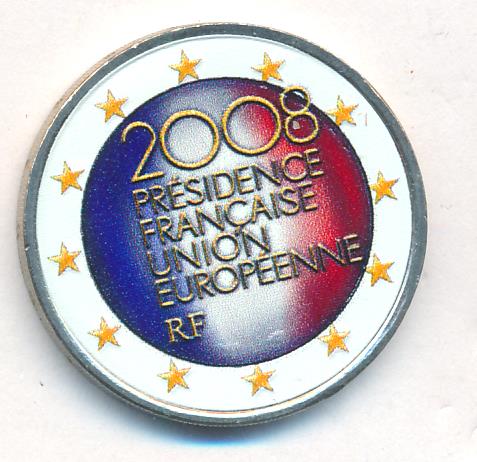 2008
PRÉSIDENCE
FRANÇAISE
UNION
EUROPÉENNE
RF